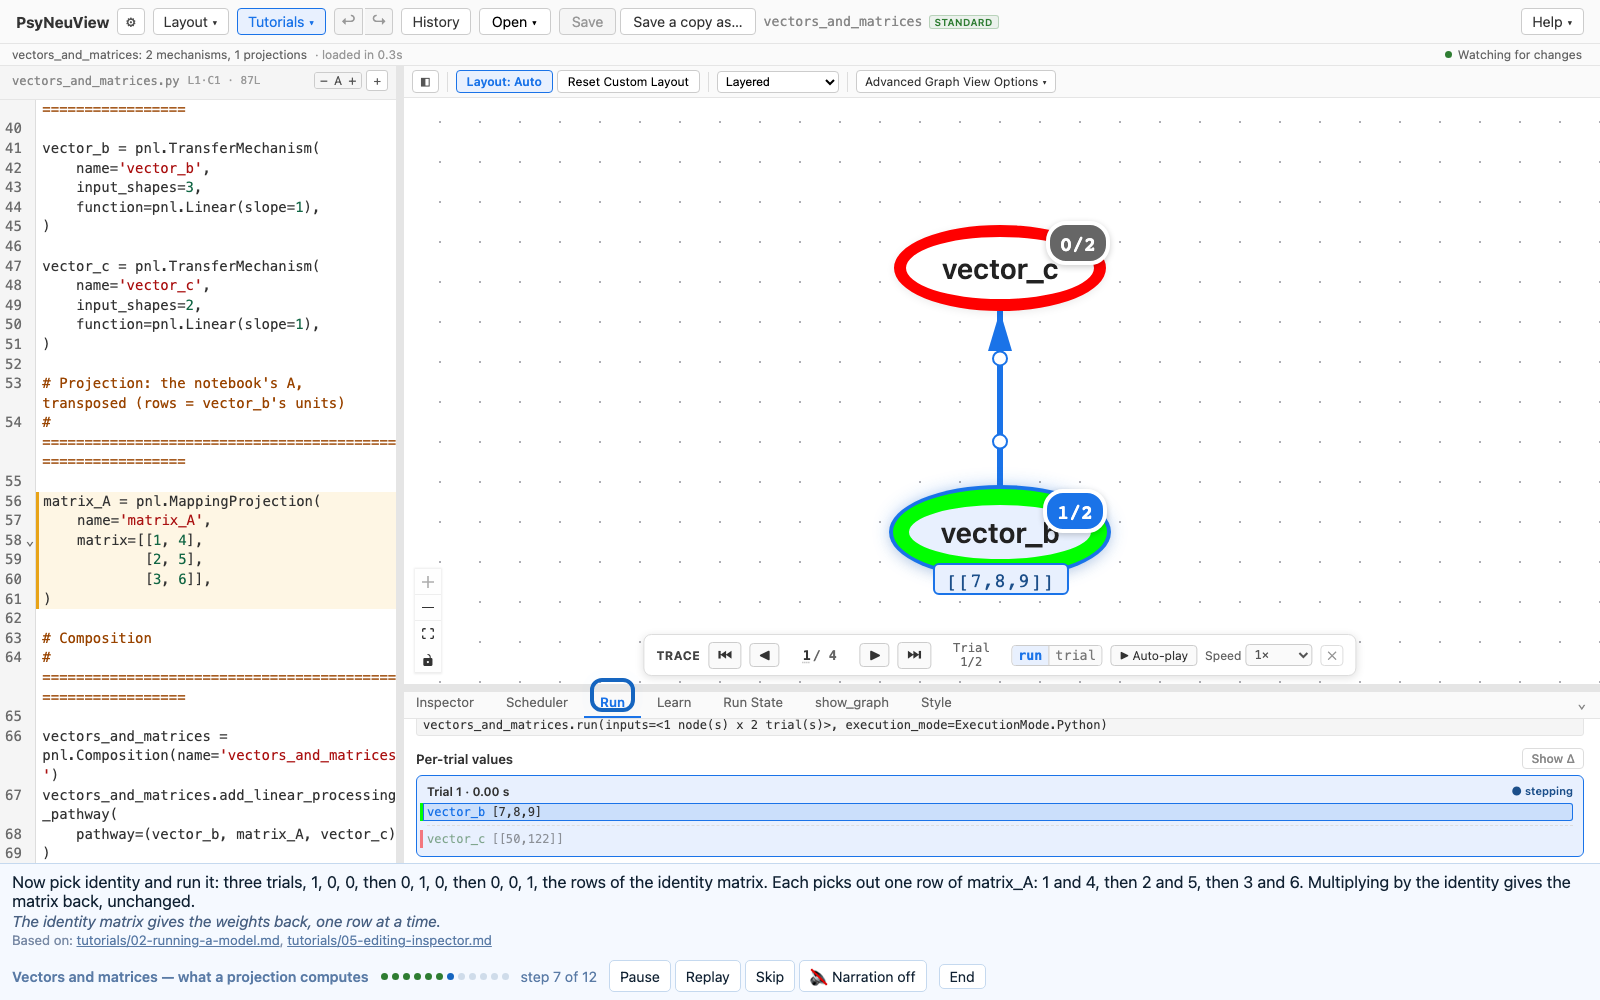 PsyNeuView ⚙ Layout ▾ Tutorials ▾ ↩ ↪ History Open ▾ Save Save a copy as... vectors_and_matrices STANDARD Help ▾
vectors_and_matrices: 2 mechanisms, 1 projections · loaded in 0.3s Watching for changes
vectors_and_matrices.py L1·C1 · 87L − A + +
Layout: Auto Reset Custom Layout Layered Advanced Graph View Options ▾
=================
40
41 vector_b = pnl.TransferMechanism(
42 name='vector_b',
43 input_shapes=3,
44 function=pnl.Linear(slope=1),
45 )
46
47 vector_c = pnl.TransferMechanism(
48 name='vector_c',
49 input_shapes=2,
50 function=pnl.Linear(slope=1),
51 )
52
53 # Projection: the notebook's A,
transposed (rows = vector_b's units)
54 #
==========================================
=================
55
56 matrix_A = pnl.MappingProjection(
57 name='matrix_A',
58 matrix=[[1, 4],
59 [2, 5],
60 [3, 6]],
61 )
62
63 # Composition
64 #
==========================================
=================
65
66 vectors_and_matrices =
pnl.Composition(name='vectors_and_matrices
')
67 vectors_and_matrices.add_linear_processing
_pathway(
68 pathway=(vector_b, matrix_A, vector_c)
69 )
0/2
vector_c
1/2
vector_b
[[7,8,9]]
TRACE ⏮ ◀ 1 / 4 ▶ ⏭ Trial 1/2 run trial ▶ Auto-play Speed 1× ×
Inspector Scheduler Run Learn Run State show_graph Style
vectors_and_matrices.run(inputs=<1 node(s) x 2 trial(s)>, execution_mode=ExecutionMode.Python)
Per-trial values Show Δ
Trial 1 · 0.00 s stepping
vector_b [7,8,9]
vector_c [[50,122]]
Now pick identity and run it: three trials, 1, 0, 0, then 0, 1, 0, then 0, 0, 1, the rows of the identity matrix. Each picks out one row of matrix_A: 1 and 4, then 2 and 5, then 3 and 6. Multiplying by the identity gives the
matrix back, unchanged.
The identity matrix gives the weights back, one row at a time.
Based on: tutorials/02-running-a-model.md, tutorials/05-editing-inspector.md
Vectors and matrices — what a projection computes step 7 of 12 Pause Replay Skip Narration off End